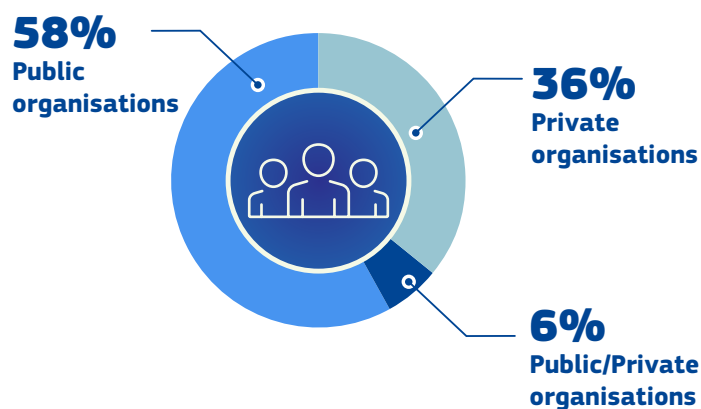 58%
Public
organisations
36%
Private
organisations
6%
Public/Private
organisations